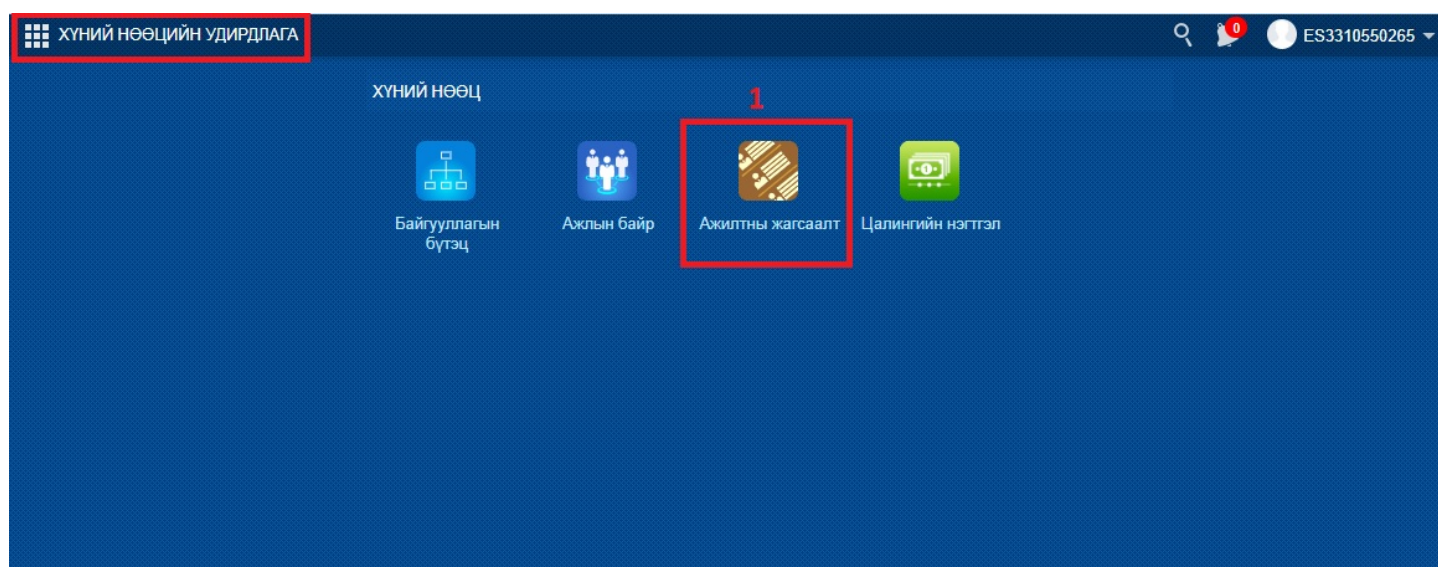 ХҮНИЙ НӨӨЦИЙН УДИРДЛАГА
0
ES3310550265
ХҮНИЙ НӨӨЦ
1
Байгууллагын
бүтэц
Ажлын байр
Ажилтны жагсаалт
Цалингийн нэгтгэл